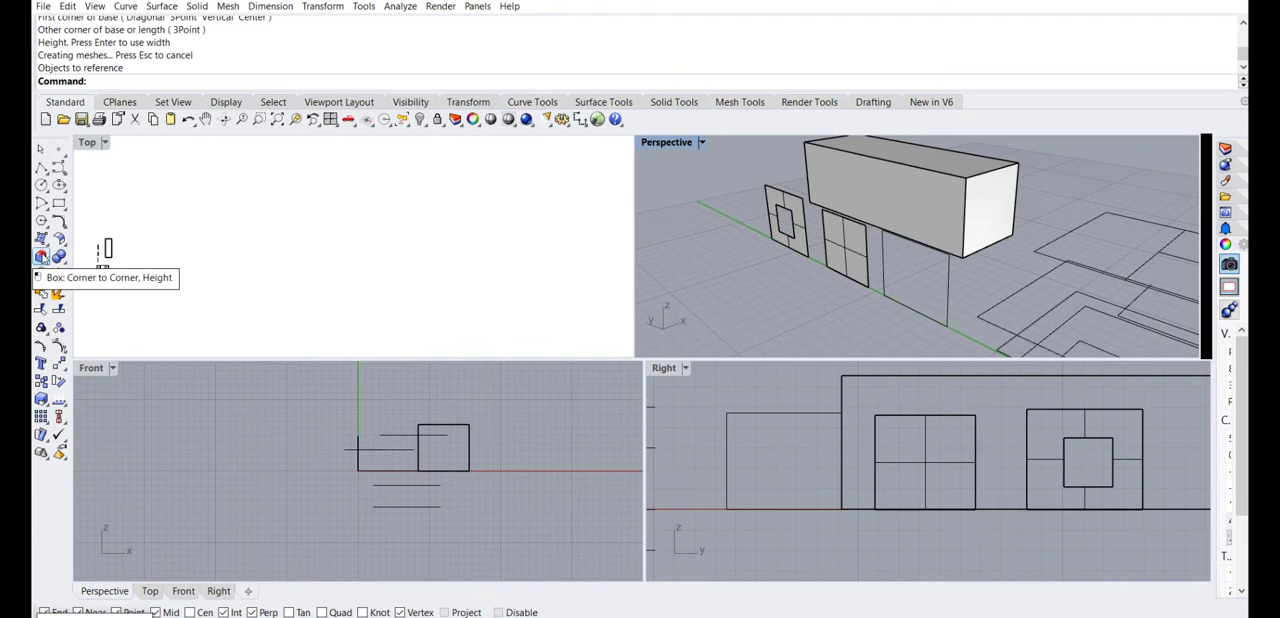 File Edit View Curve Surface Solid Mesh Dimension Transform Tools Analyze Render Panels Help
First corner of base ( Diagonal 3Point Vertical Center )
Other corner of base or length ( 3Point )
Height. Press Enter to use width
Creating meshes... Press Esc to cancel
Objects to reference
Command:
Standard CPlanes Set View Display Select Viewport Layout Visibility Transform Curve Tools Surface Tools Solid Tools Mesh Tools Render Tools Drafting New in V6
Top Perspective
Box: Corner to Corner, Height
z
y x
Front Right
z
x
z
y
Perspective Top Front Right
End Near Point Mid Cen Int Perp Tan Quad Knot Vertex Project Disable
V.
C.
T...